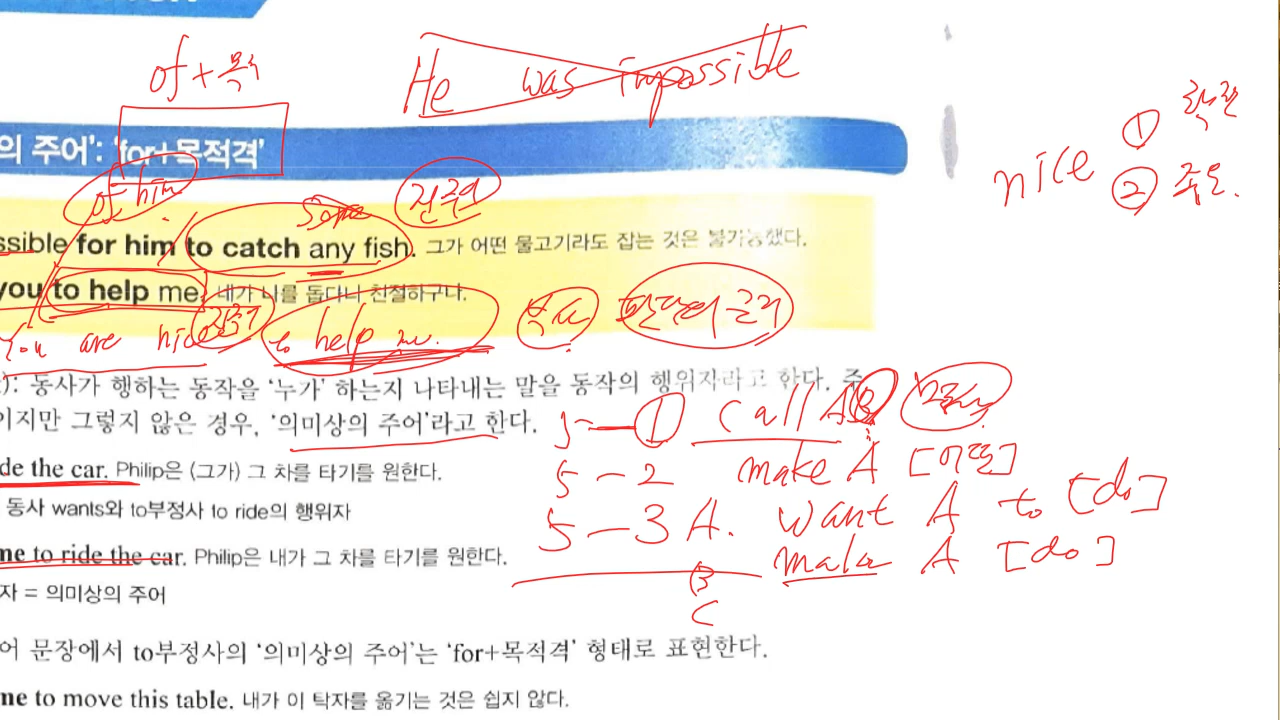 of + 목
He was impossible
의 주어': 'for+목적격'
nice ① ② 주요.
of him
some
진주어
ssible for him to catch any fish. 그가 어떤 물고기라도 잡는 것은 불가능했다.
you to help me. 네가 나를 돕다니 친절하구나.
You are nice to help me. 부사 판단의 근거
): 동사가 행하는 동작을 '누가' 하는지 나타내는 말을 동작의 행위자라고 한다. 주
이지만 그렇지 않은 경우, '의미상의 주어'라고 한다.
5 - ① call A B
de the car. Philip은 (그가) 그 차를 타기를 원한다.
5 - 2 make A [어떤]
동사 wants와 to부정사 to ride의 행위자
5 - 3 A. want A to [do]
me to ride the car. Philip은 내가 그 차를 타기를 원한다.
B make A [do]
자 = 의미상의 주어
C
어 문장에서 to부정사의 '의미상의 주어'는 'for+목적격' 형태로 표현한다.
me to move this table. 내가 이 탁자를 옮기는 것은 쉽지 않다.